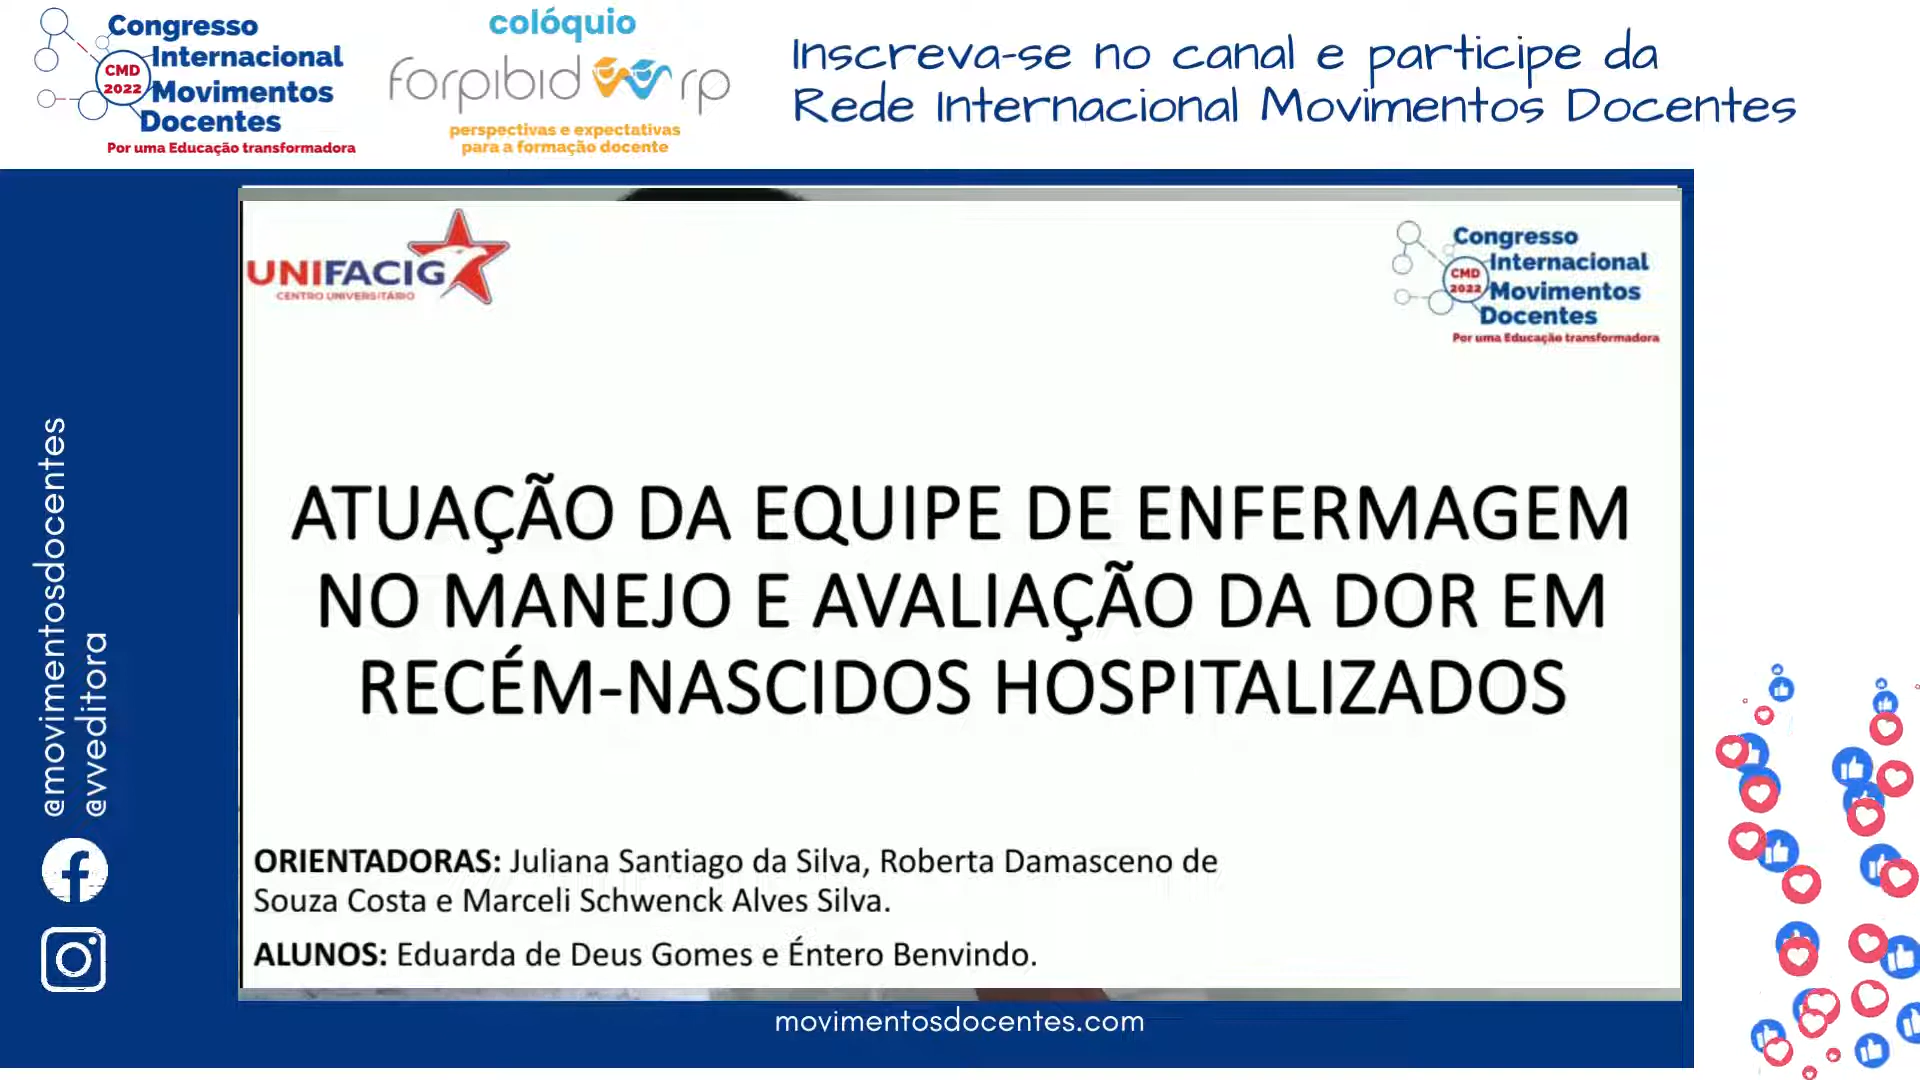 Congresso
Internacional
CMD
2022
Movimentos
Docentes
Por uma Educação transformadora
colóquio
forpibid rp
perspectivas e expectativas
para a formação docente
Inscreva-se no canal e participe da
Rede Internacional Movimentos Docentes
UNIFACIG
CENTRO UNIVERSITÁRIO
Congresso
Internacional
CMD
2022
Movimentos
Docentes
Por uma Educação transformadora
ATUAÇÃO DA EQUIPE DE ENFERMAGEM
NO MANEJO E AVALIAÇÃO DA DOR EM
RECÉM-NASCIDOS HOSPITALIZADOS
ORIENTADORAS: Juliana Santiago da Silva, Roberta Damasceno de
Souza Costa e Marceli Schwenck Alves Silva.
ALUNOS: Eduarda de Deus Gomes e Éntero Benvindo.
@movimentosdocentes
@vveditora
movimentosdocentes.com